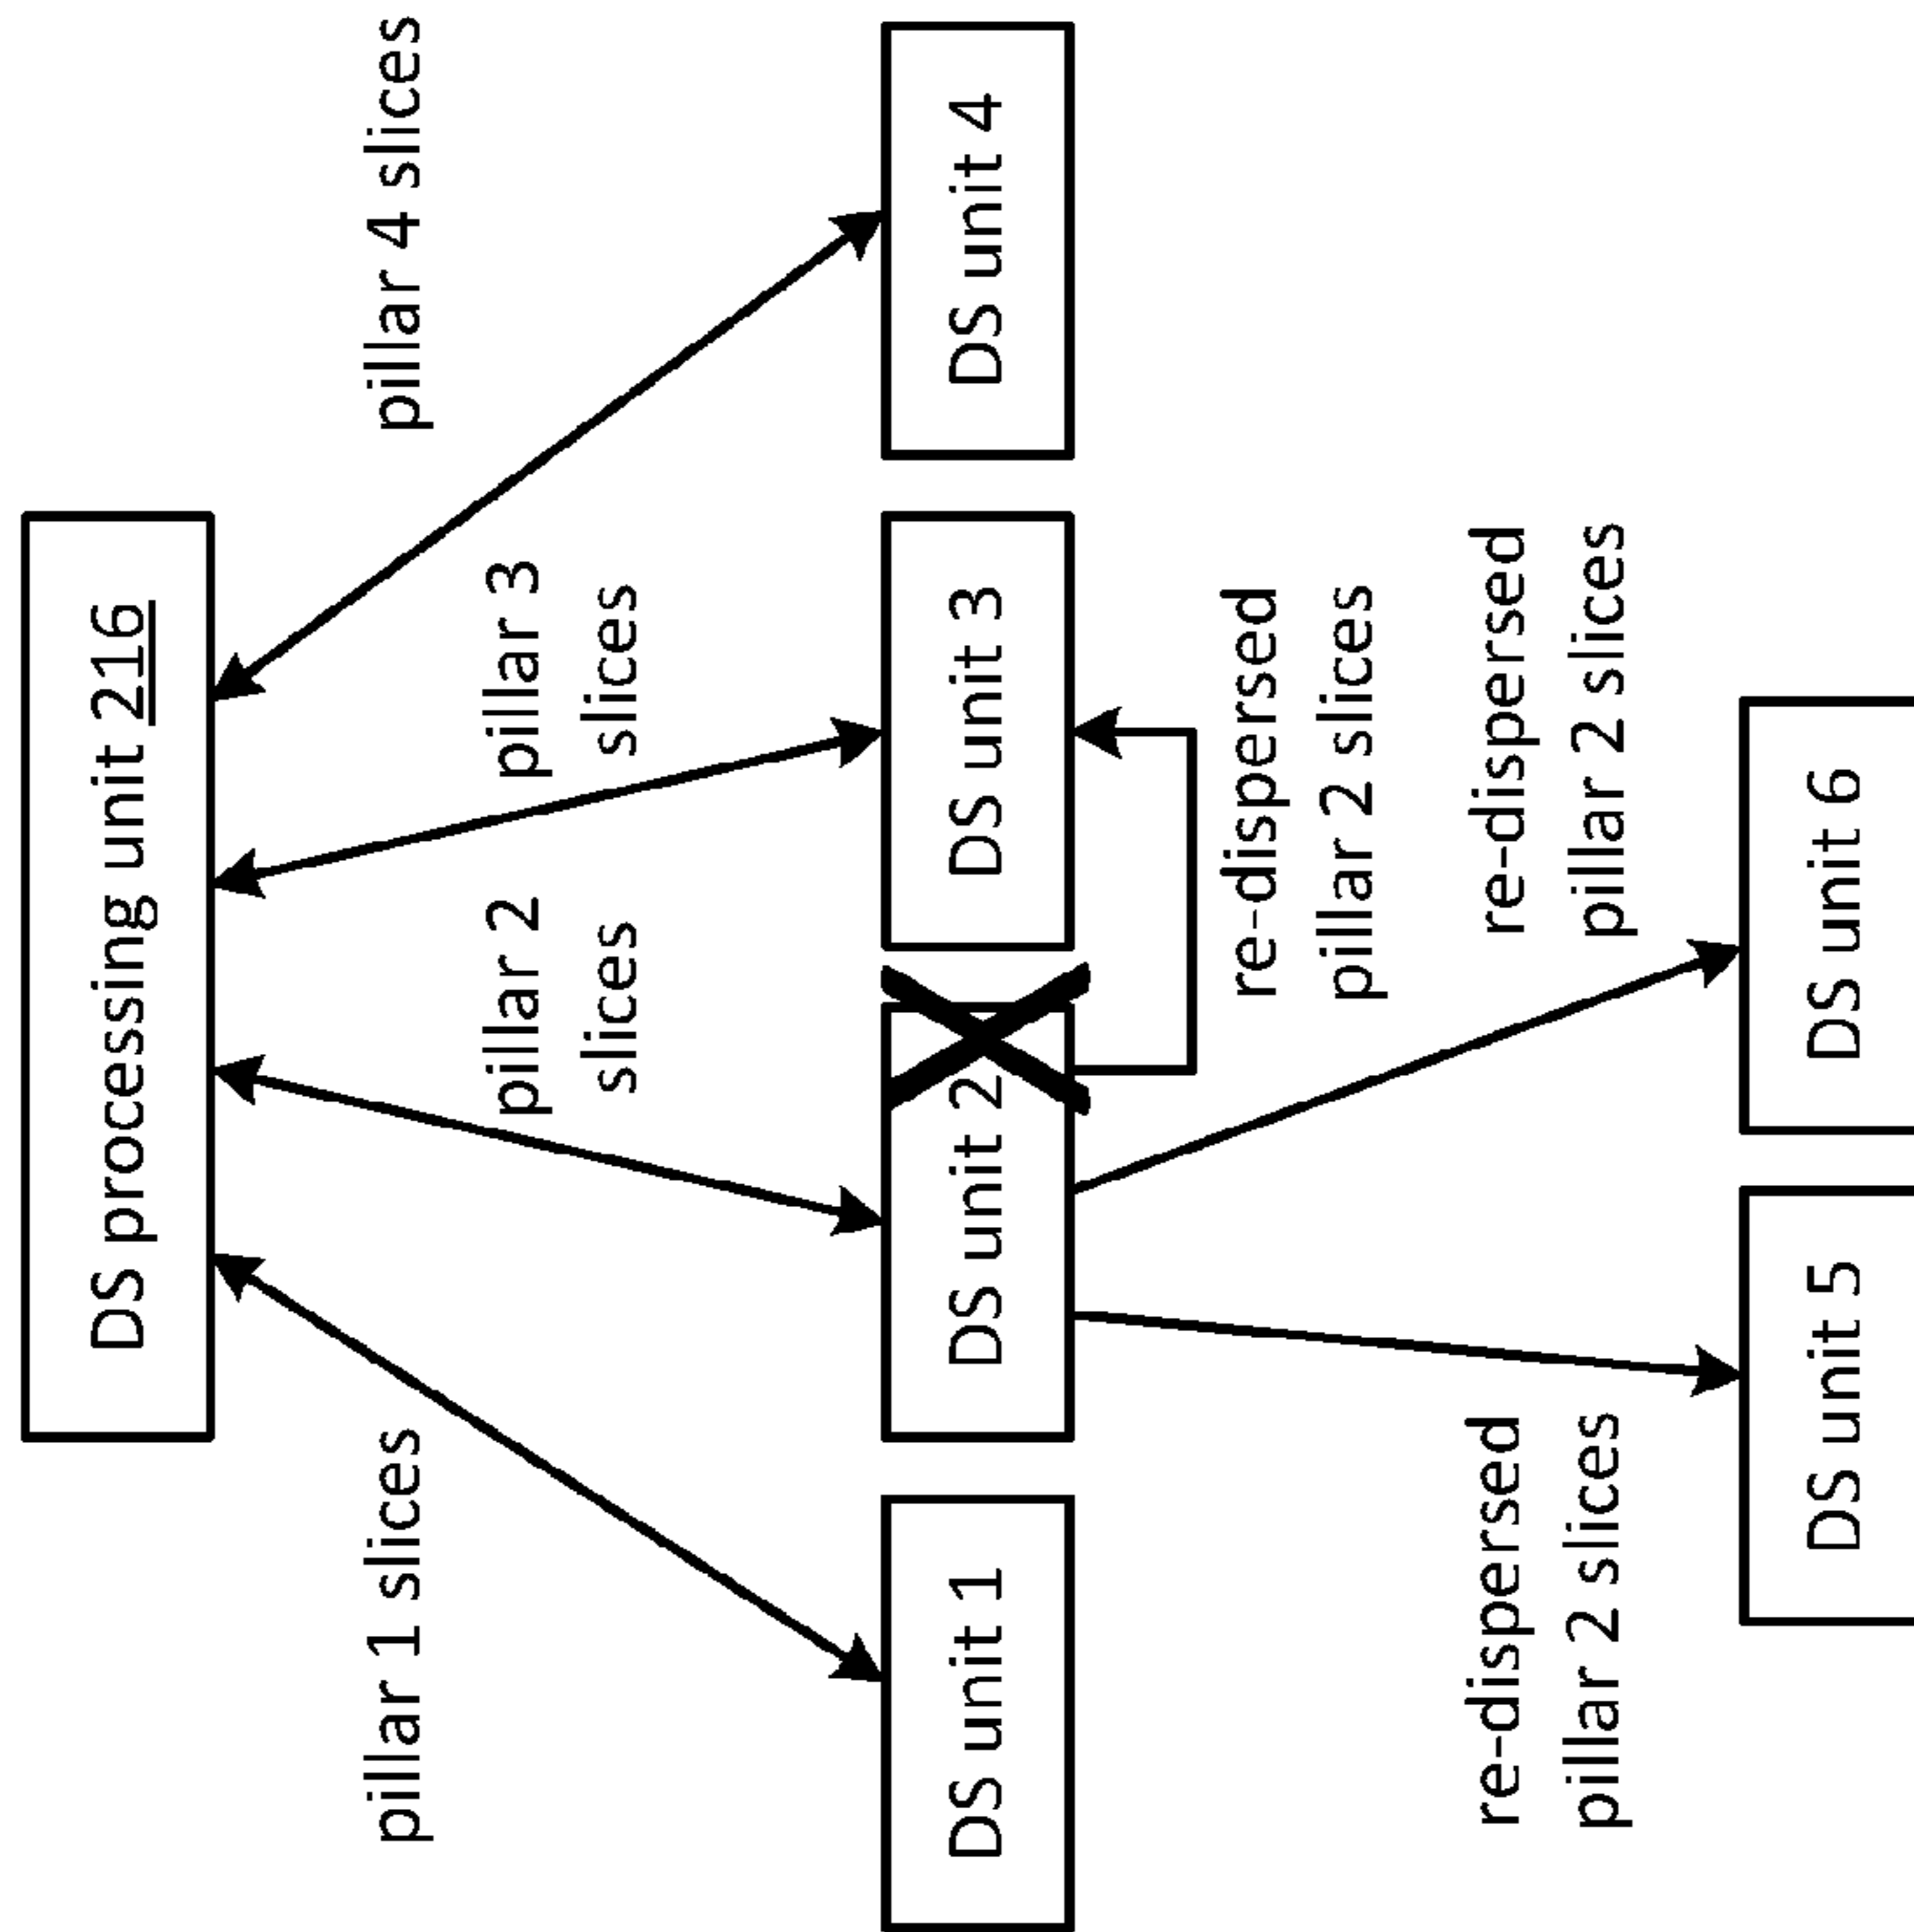 DS processing unit 216
pillar 1 slices
pillar 2
slices
pillar 3
slices
pillar 4 slices
DS unit 1
DS unit 2
DS unit 3
DS unit 4
re-dispersed
pillar 2 slices
re-dispersed
pillar 2 slices
re-dispersed
pillar 2 slices
DS unit 5
DS unit 6